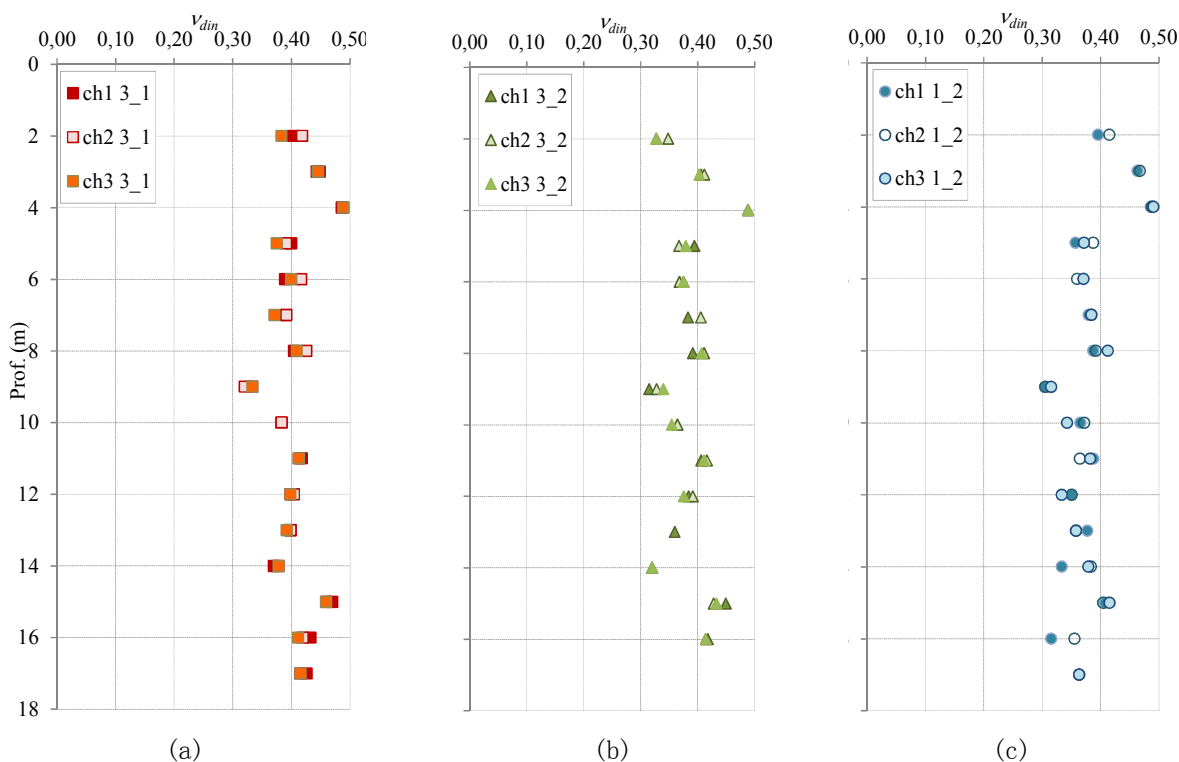 ν_din
0,00 0,10 0,20 0,30 0,40 0,50
0
2
4
6
8
10
12
14
16
18
Prof. (m)
ch1 3_1
ch2 3_1
ch3 3_1
(a)
ν_din
0,00 0,10 0,20 0,30 0,40 0,50
ch1 3_2
ch2 3_2
ch3 3_2
(b)
ν_din
0,00 0,10 0,20 0,30 0,40 0,50
ch1 1_2
ch2 1_2
ch3 1_2
(c)